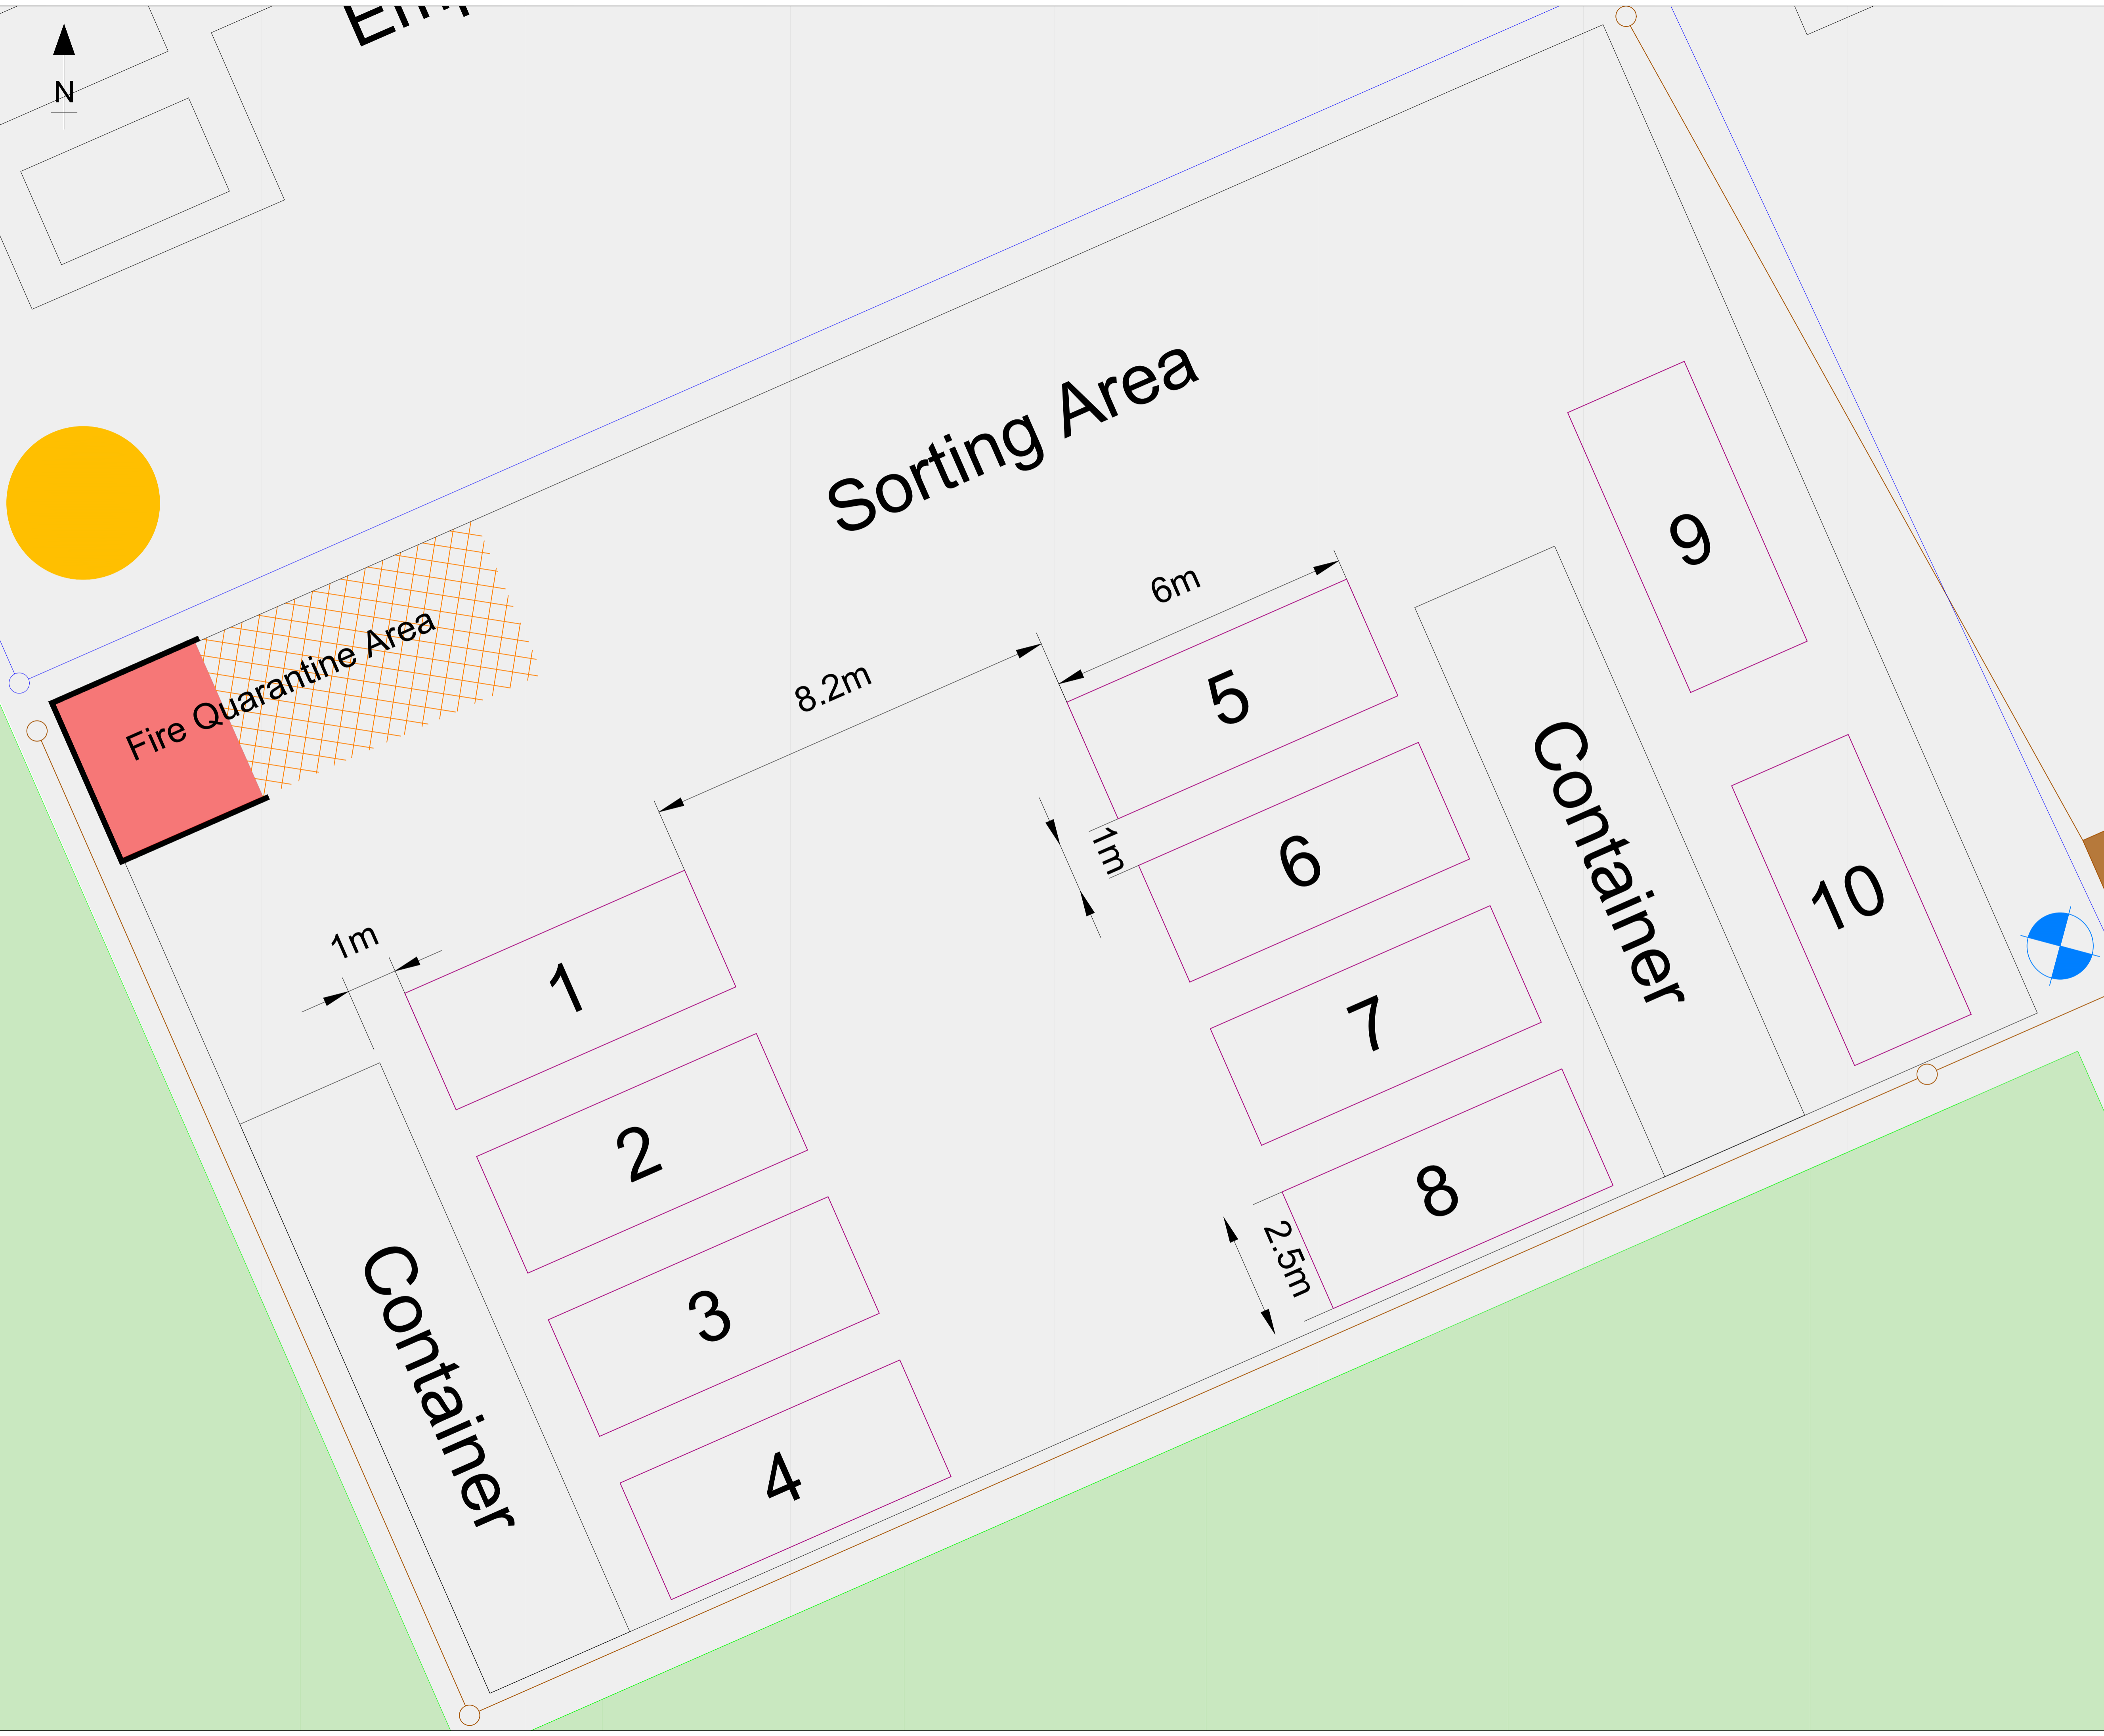 N
Sorting Area
Fire Quarantine Area
6m
8.2m
1m
1m
2.5m
1
2
3
4
5
6
7
8
9
10
Container
Container